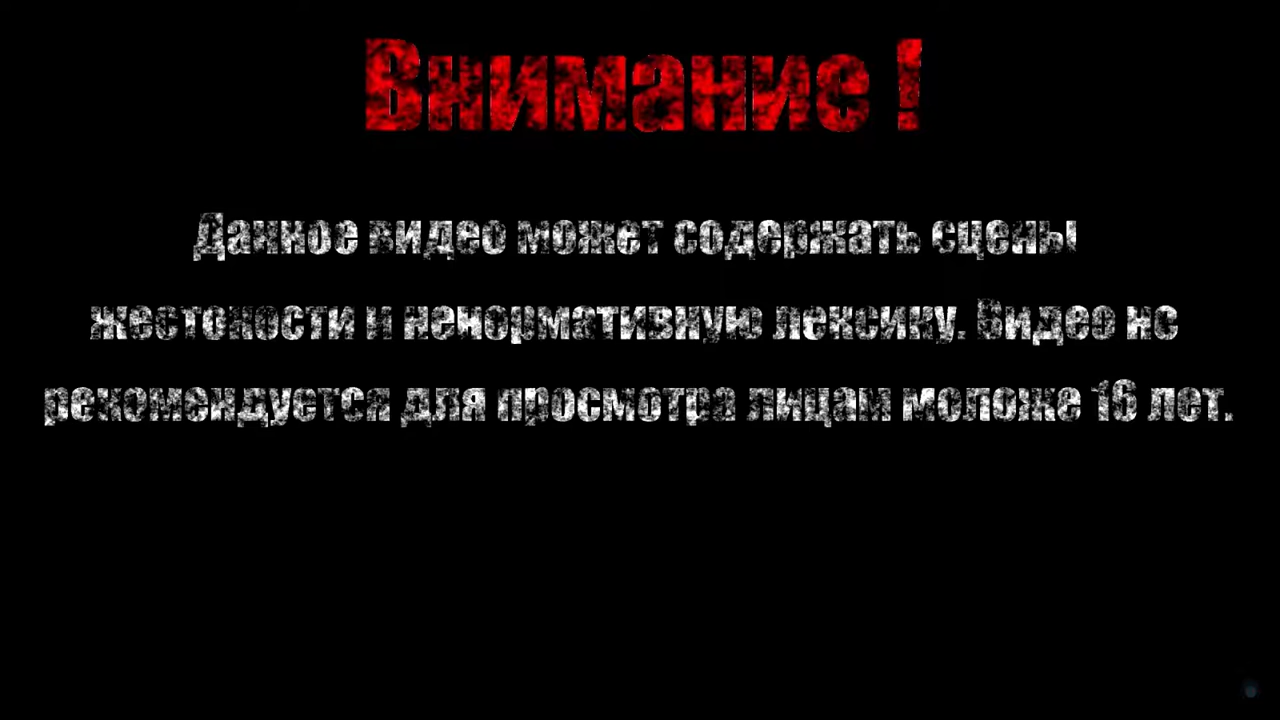 Внимание !
Данное видео может содержать сцены
жестокости и ненормативную лексику. Видео не
рекомендуется для просмотра лицам моложе 16 лет.